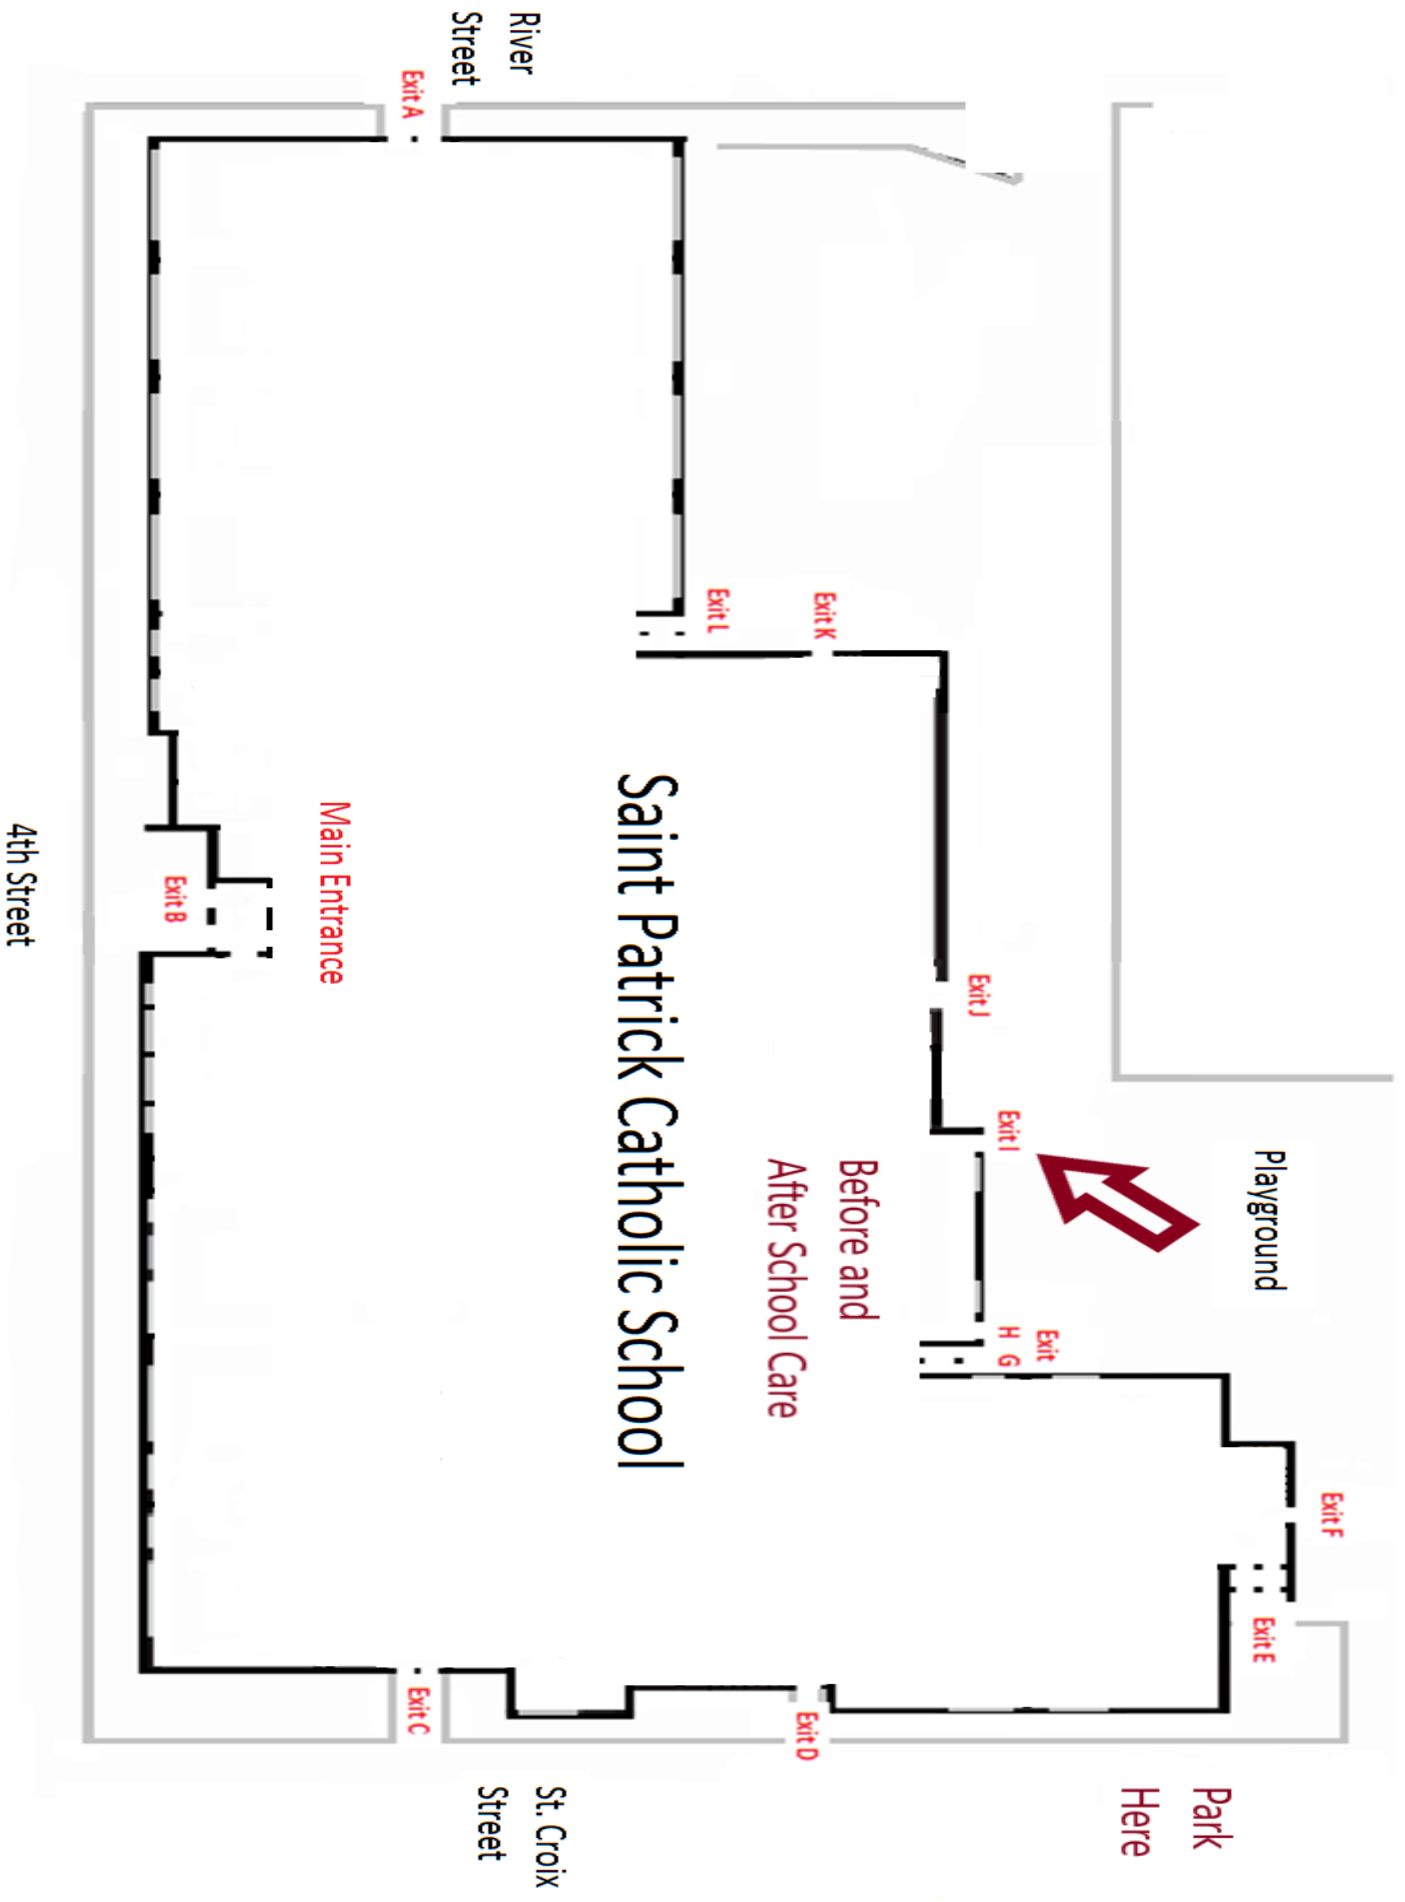 Exit F
Playground
Exit E
Park
Here
Exit I
Exit
H G
Exit J
Before and
After School Care
Exit K
Exit D
Exit L
Saint Patrick Catholic School
River
Street
St. Croix
Street
Exit A
Exit C
Main Entrance
Exit B
4th Street